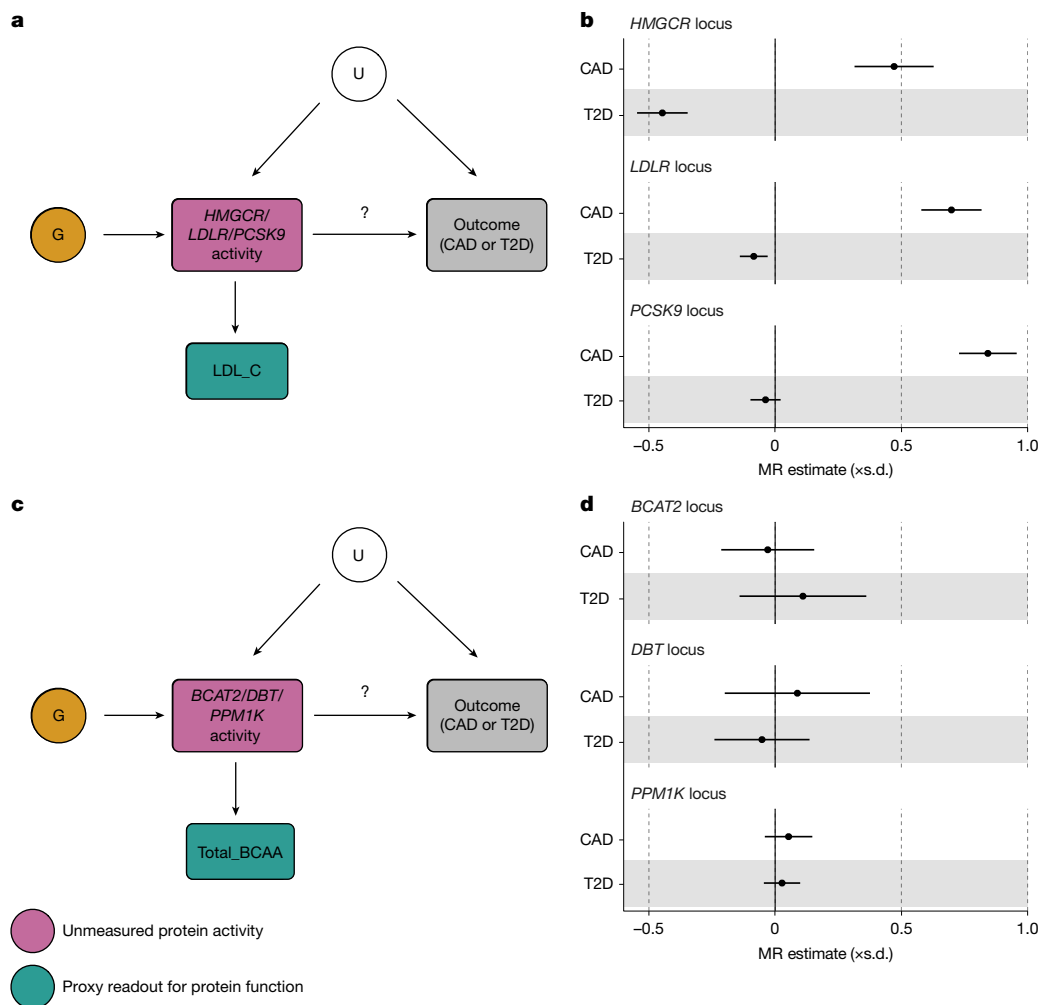 a
U
G
HMGCR/
LDLR/PCSK9
activity
?
Outcome
(CAD or T2D)
LDL_C
b
HMGCR locus
CAD
T2D
LDLR locus
CAD
T2D
PCSK9 locus
CAD
T2D
−0.5 0 0.5 1.0
MR estimate (×s.d.)
c
U
G
BCAT2/DBT/
PPM1K
activity
?
Outcome
(CAD or T2D)
Total_BCAA
Unmeasured protein activity
Proxy readout for protein function
d
BCAT2 locus
CAD
T2D
DBT locus
CAD
T2D
PPM1K locus
CAD
T2D
−0.5 0 0.5 1.0
MR estimate (×s.d.)